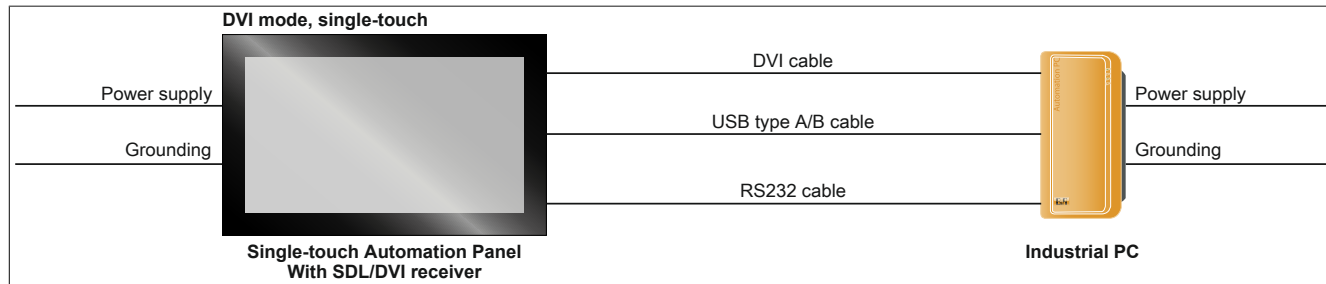 DVI mode, single-touch
Power supply
Grounding
DVI cable
USB type A/B cable
RS232 cable
Automation PC
Power supply
Grounding
Single-touch Automation Panel
With SDL/DVI receiver
Industrial PC